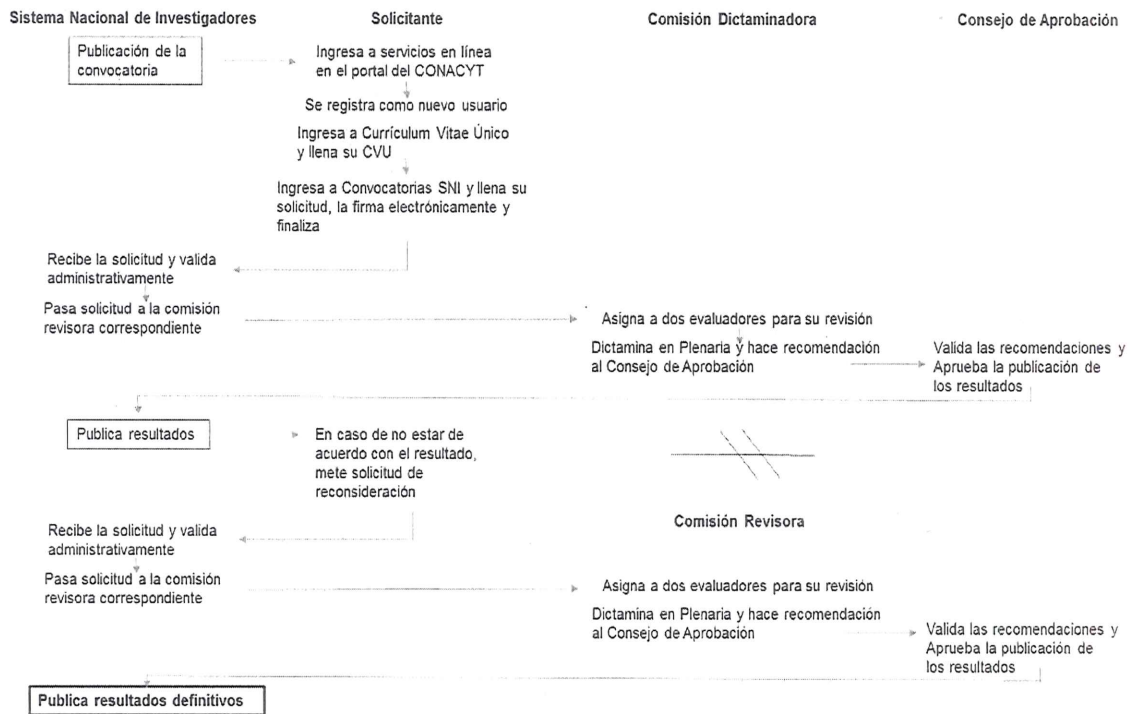 Sistema Nacional de Investigadores
Solicitante
Comisión Dictaminadora
Consejo de Aprobación
Publicación de la
convocatoria
Ingresa a servicios en línea
en el portal del CONACYT
Se registra como nuevo usuario
Ingresa a Currículum Vitae Único
y llena su CVU
Ingresa a Convocatorias SNI y llena su
solicitud, la firma electrónicamente y
finaliza
Recibe la solicitud y valida
administrativamente
Pasa solicitud a la comisión
revisora correspondiente
Asigna a dos evaluadores para su revisión
Dictamina en Plenaria y hace recomendación
al Consejo de Aprobación
Valida las recomendaciones y
Aprueba la publicación de
los resultados
Publica resultados
En caso de no estar de
acuerdo con el resultado,
mete solicitud de
reconsideración
Comisión Revisora
Recibe la solicitud y valida
administrativamente
Pasa solicitud a la comisión
revisora correspondiente
Asigna a dos evaluadores para su revisión
Dictamina en Plenaria y hace recomendación
al Consejo de Aprobación
Valida las recomendaciones y
Aprueba la publicación de
los resultados
Publica resultados definitivos